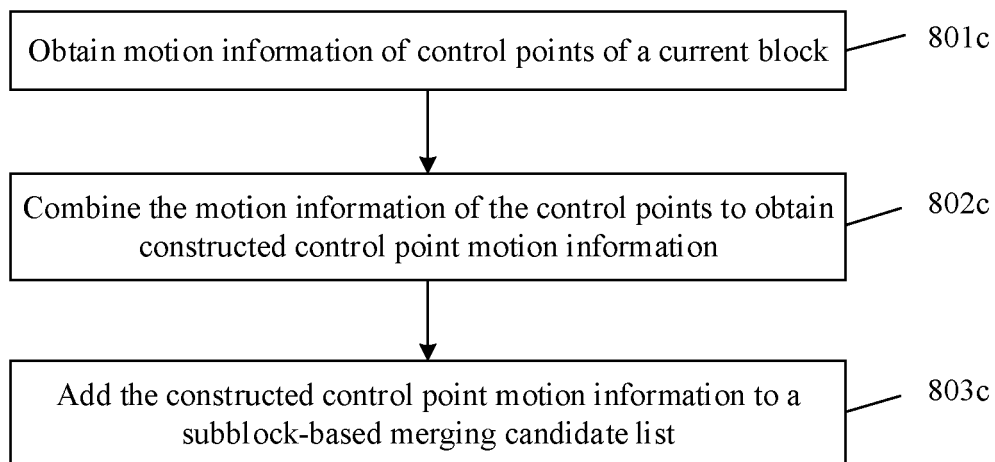 Obtain motion information of control points of a current block
801c
Combine the motion information of the control points to obtain
constructed control point motion information
802c
Add the constructed control point motion information to a
subblock-based merging candidate list
803c